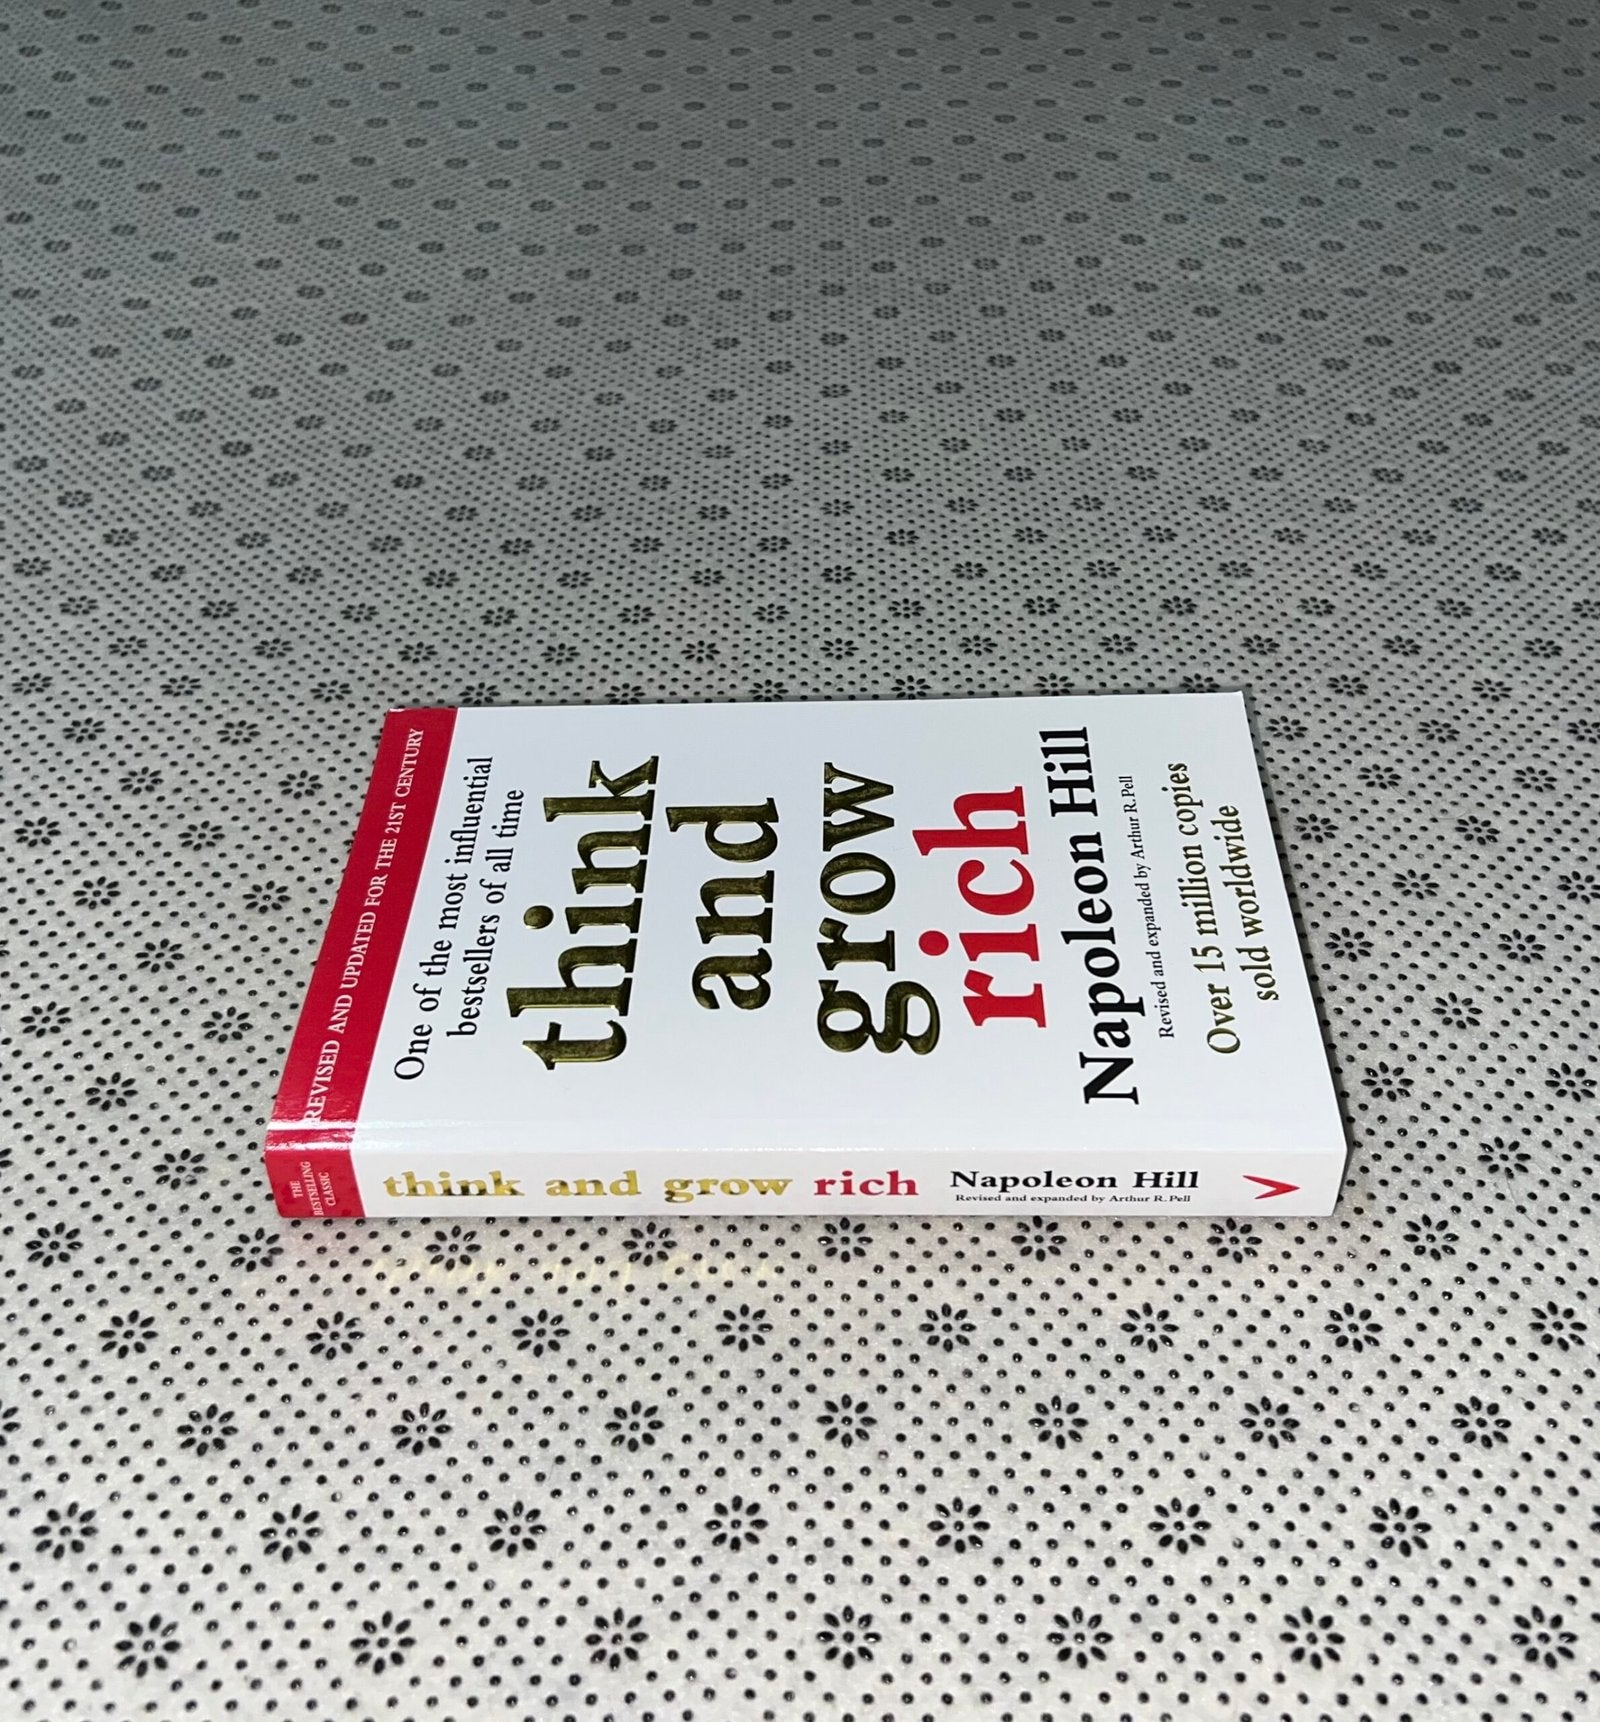 REVISED AND UPDATED FOR THE 21ST CENTURY
One of the most influential
bestsellers of all time
think
and
grow
rich
Napoleon Hill
Revised and expanded by Arthur R. Pell
Over 15 million copies
sold worldwide
THE
BESTSELLING
CLASSIC
think and grow rich
Napoleon Hill
Revised and expanded by Arthur R. Pell